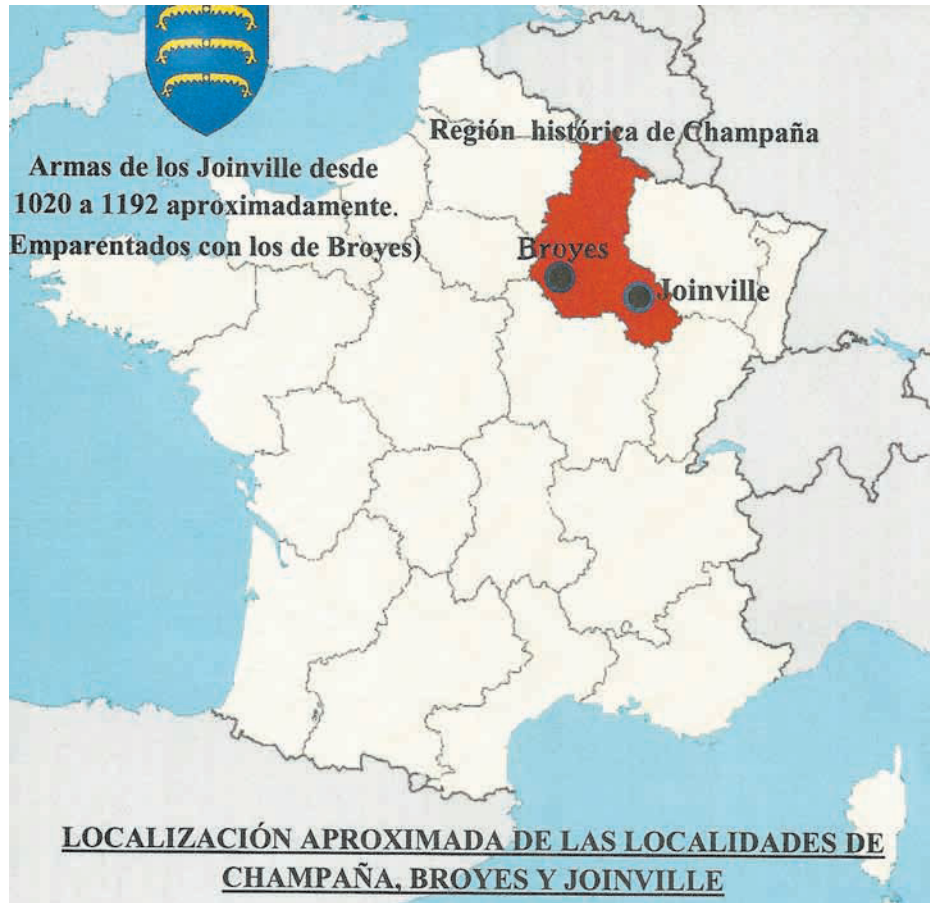 Región histórica de Champaña
Armas de los Joinville desde
1020 a 1192 aproximadamente.
Emparentados con los de Broyes)
Broyes
Joinville
LOCALIZACIÓN APROXIMADA DE LAS LOCALIDADES DE
CHAMPAÑA, BROYES Y JOINVILLE